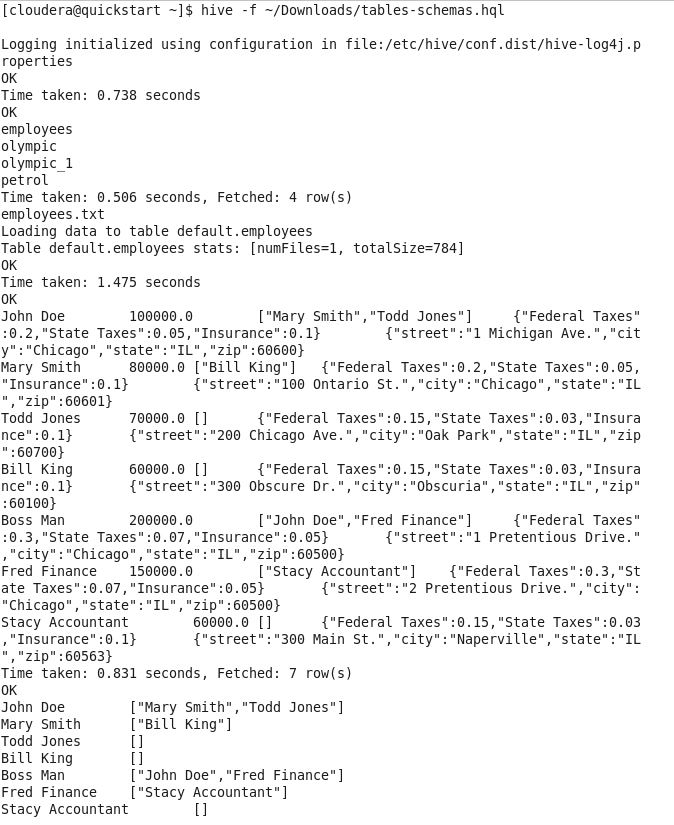 [cloudera@quickstart ~]$ hive -f ~/Downloads/tables-schemas.hql
Logging initialized using configuration in file:/etc/hive/conf.dist/hive-log4j.p
roperties
OK
Time taken: 0.738 seconds
OK
employees
olympic
olympic_1
petrol
Time taken: 0.506 seconds, Fetched: 4 row(s)
employees.txt
Loading data to table default.employees
Table default.employees stats: [numFiles=1, totalSize=784]
OK
Time taken: 1.475 seconds
OK
John Doe        100000.0        ["Mary Smith","Todd Jones"]     {"Federal Taxes"
:0.2,"State Taxes":0.05,"Insurance":0.1}        {"street":"1 Michigan Ave.","cit
y":"Chicago","state":"IL","zip":60600}
Mary Smith      80000.0 ["Bill King"]   {"Federal Taxes":0.2,"State Taxes":0.05,
"Insurance":0.1}        {"street":"100 Ontario St.","city":"Chicago","state":"IL
","zip":60601}
Todd Jones      70000.0 []      {"Federal Taxes":0.15,"State Taxes":0.03,"Insura
nce":0.1}       {"street":"200 Chicago Ave.","city":"Oak Park","state":"IL","zip
":60700}
Bill King       60000.0 []      {"Federal Taxes":0.15,"State Taxes":0.03,"Insura
nce":0.1}       {"street":"300 Obscure Dr.","city":"Obscuria","state":"IL","zip"
:60100}
Boss Man        200000.0        ["John Doe","Fred Finance"]     {"Federal Taxes"
:0.3,"State Taxes":0.07,"Insurance":0.05}       {"street":"1 Pretentious Drive."
,"city":"Chicago","state":"IL","zip":60500}
Fred Finance    150000.0        ["Stacy Accountant"]    {"Federal Taxes":0.3,"St
ate Taxes":0.07,"Insurance":0.05}       {"street":"2 Pretentious Drive.","city":
"Chicago","state":"IL","zip":60500}
Stacy Accountant        60000.0 []      {"Federal Taxes":0.15,"State Taxes":0.03
,"Insurance":0.1}       {"street":"300 Main St.","city":"Naperville","state":"IL
","zip":60563}
Time taken: 0.831 seconds, Fetched: 7 row(s)
OK
John Doe        ["Mary Smith","Todd Jones"]
Mary Smith      ["Bill King"]
Todd Jones      []
Bill King       []
Boss Man        ["John Doe","Fred Finance"]
Fred Finance    ["Stacy Accountant"]
Stacy Accountant        []